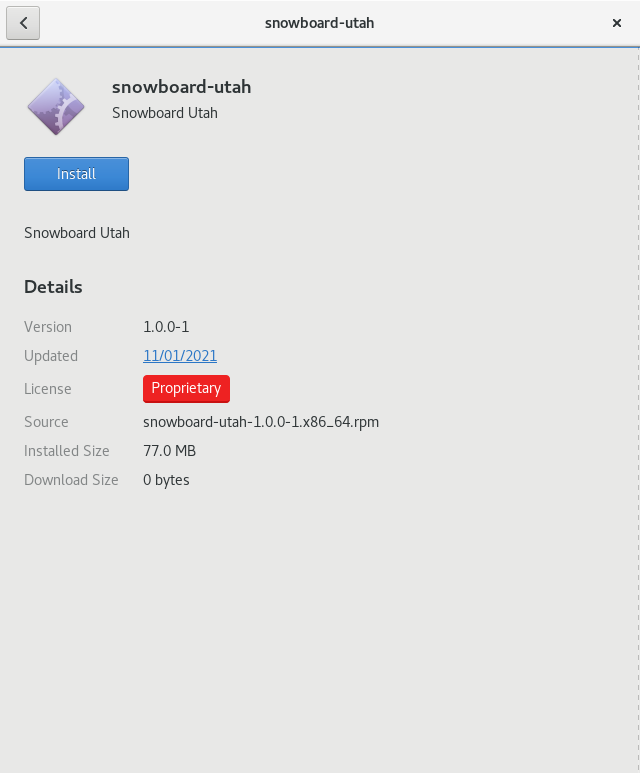 snowboard-utah
snowboard-utah
Snowboard Utah
Install
Snowboard Utah
Details
Version 1.0.0-1
Updated 11/01/2021
License Proprietary
Source snowboard-utah-1.0.0-1.x86_64.rpm
Installed Size 77.0 MB
Download Size 0 bytes